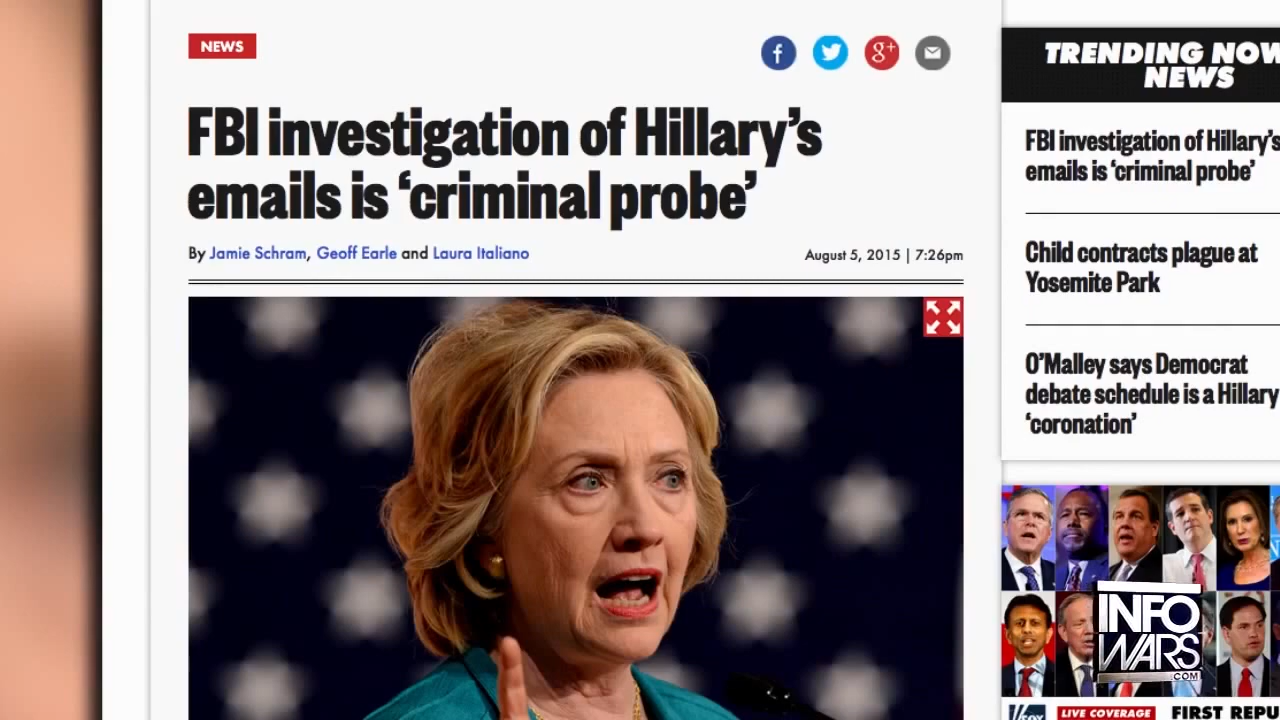 NEWS
FBI investigation of Hillary's
emails is 'criminal probe'
By Jamie Schram, Geoff Earle and Laura Italiano
August 5, 2015 | 7:26pm
TRENDING NOW
NEWS
FBI investigation of Hillary's
emails is 'criminal probe'
Child contracts plague at
Yosemite Park
O'Malley says Democrat
debate schedule is a Hillary
'coronation'
INFO
WARS
.COM
LIVE COVERAGE
FIRST REPU